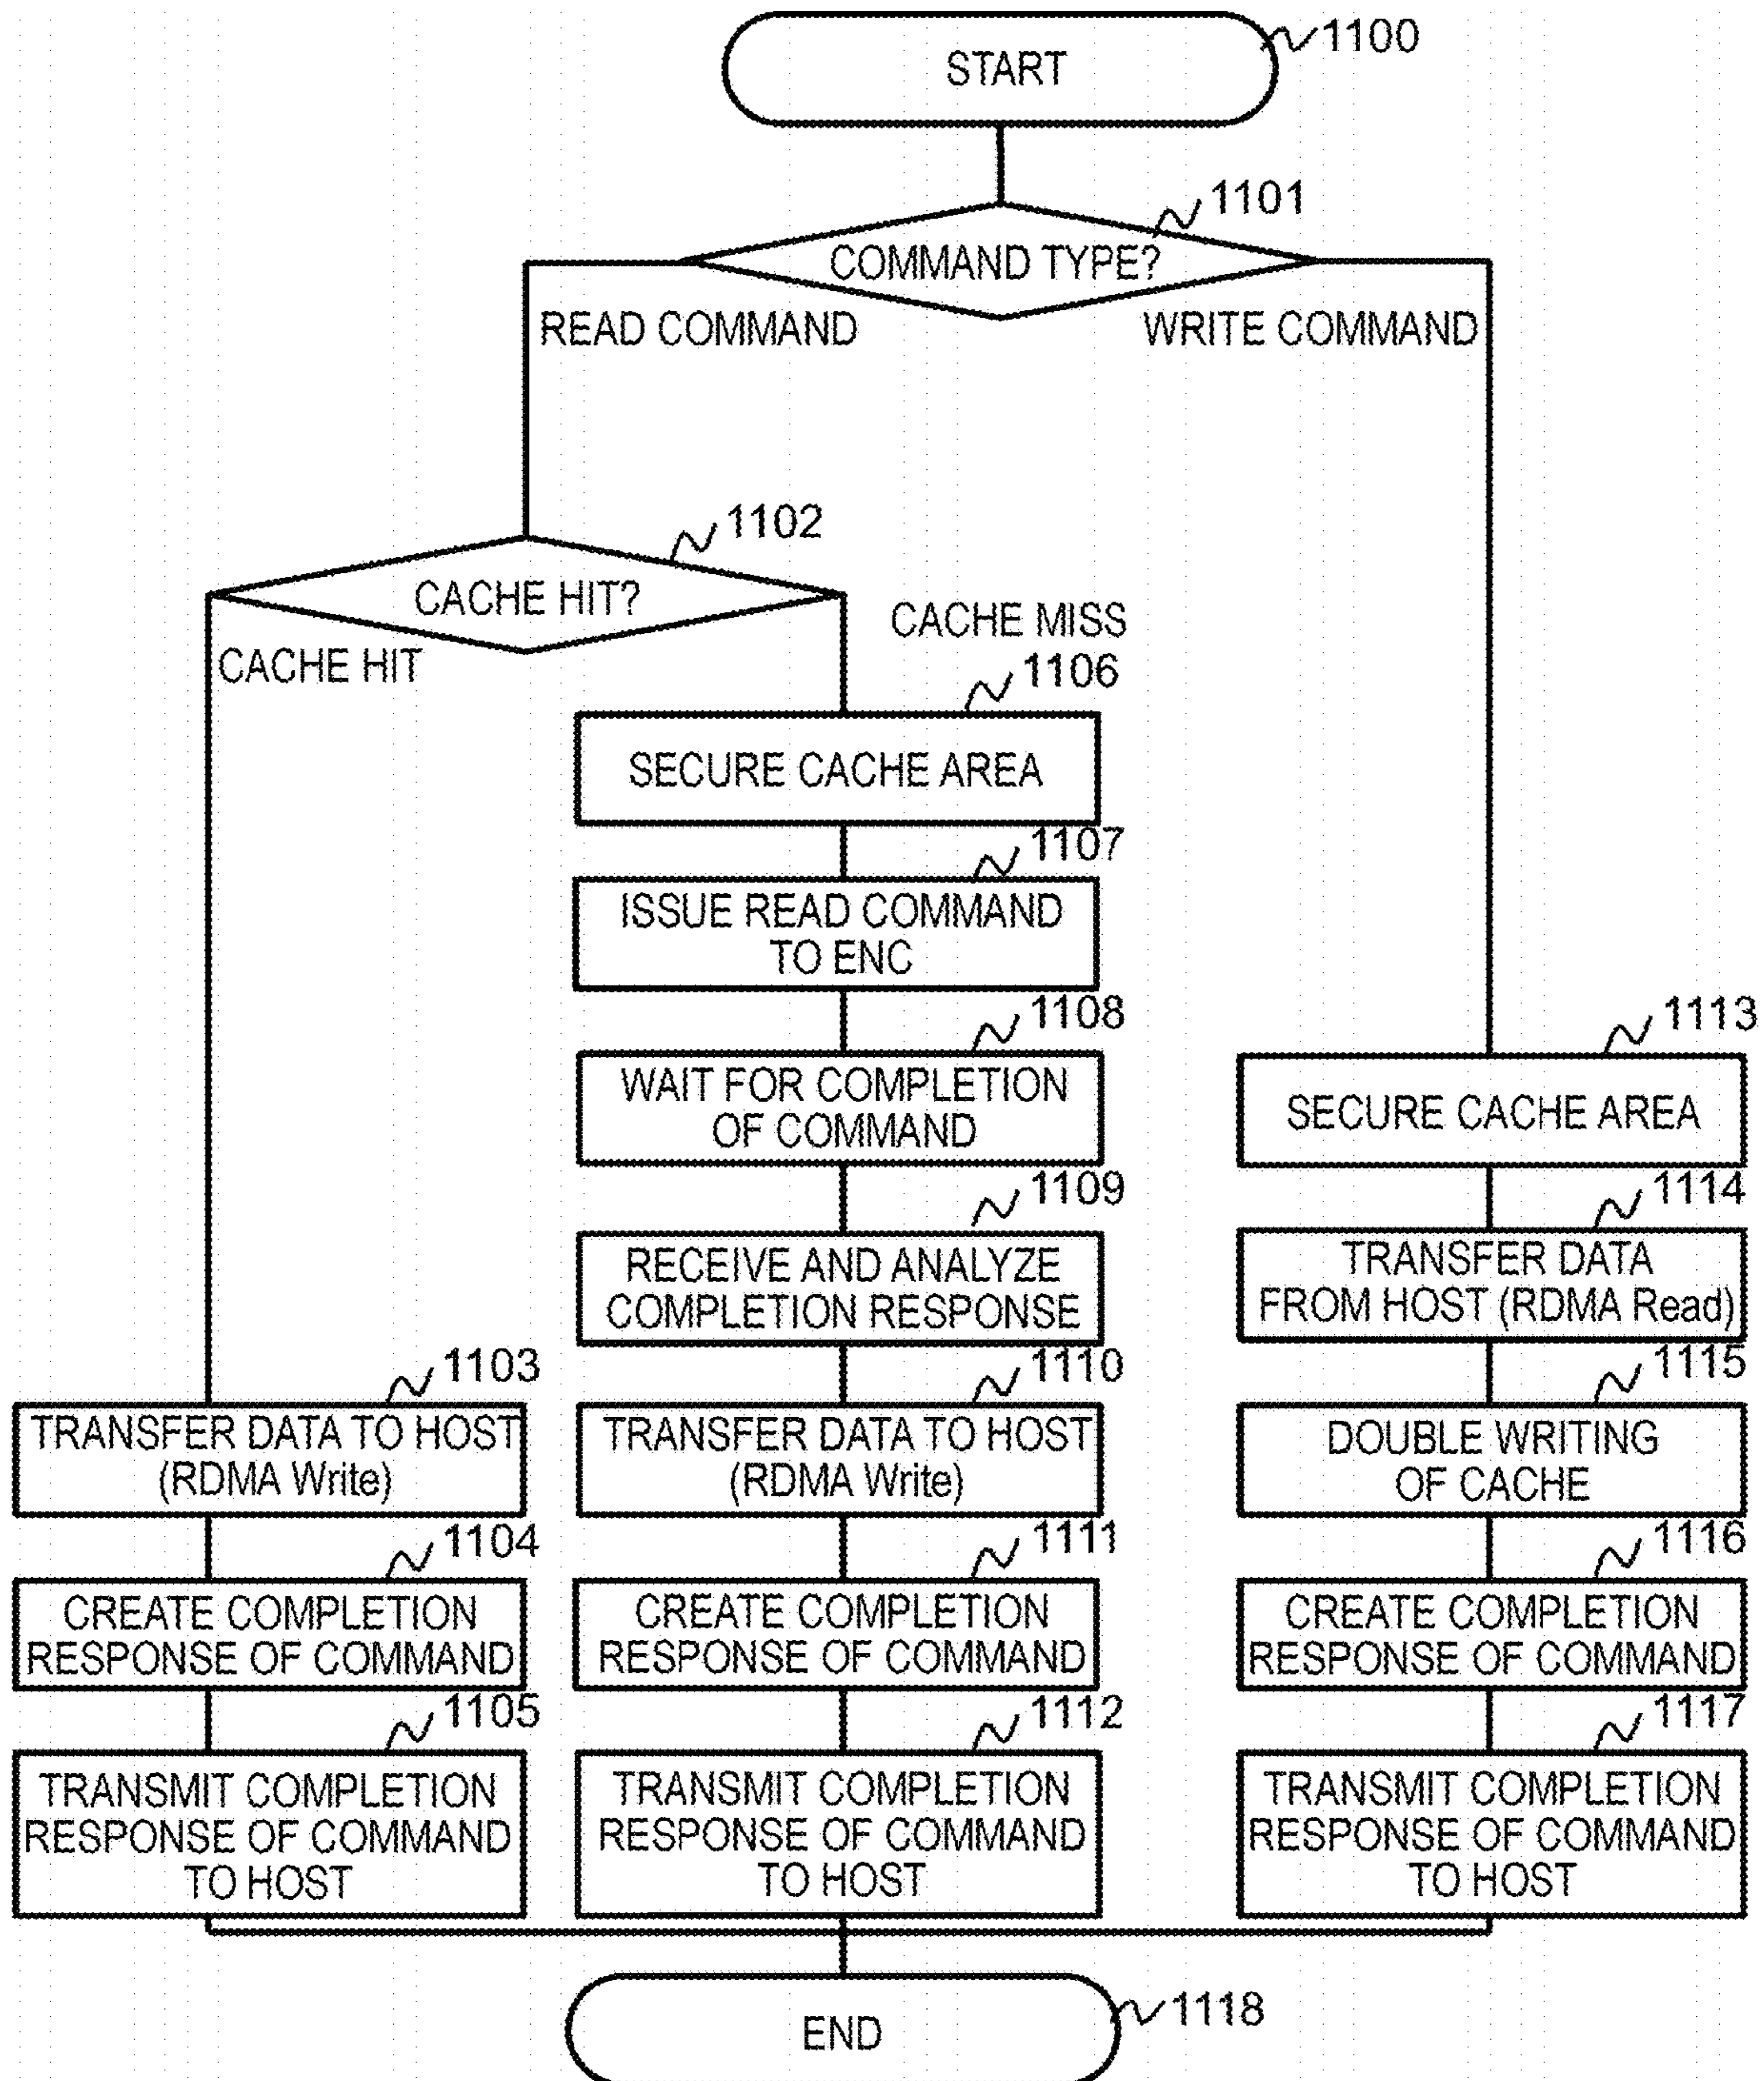 START
1100
1101
COMMAND TYPE?
READ COMMAND
WRITE COMMAND
1102
CACHE HIT?
CACHE HIT
CACHE MISS
1106
SECURE CACHE AREA
1107
ISSUE READ COMMAND
TO ENC
1108
WAIT FOR COMPLETION
OF COMMAND
1109
RECEIVE AND ANALYZE
COMPLETION RESPONSE
1103
TRANSFER DATA TO HOST
(RDMA Write)
1104
CREATE COMPLETION
RESPONSE OF COMMAND
1105
TRANSMIT COMPLETION
RESPONSE OF COMMAND
TO HOST
1110
TRANSFER DATA TO HOST
(RDMA Write)
1111
CREATE COMPLETION
RESPONSE OF COMMAND
1112
TRANSMIT COMPLETION
RESPONSE OF COMMAND
TO HOST
1113
SECURE CACHE AREA
1114
TRANSFER DATA
FROM HOST (RDMA Read)
1115
DOUBLE WRITING
OF CACHE
1116
CREATE COMPLETION
RESPONSE OF COMMAND
1117
TRANSMIT COMPLETION
RESPONSE OF COMMAND
TO HOST
END
1118